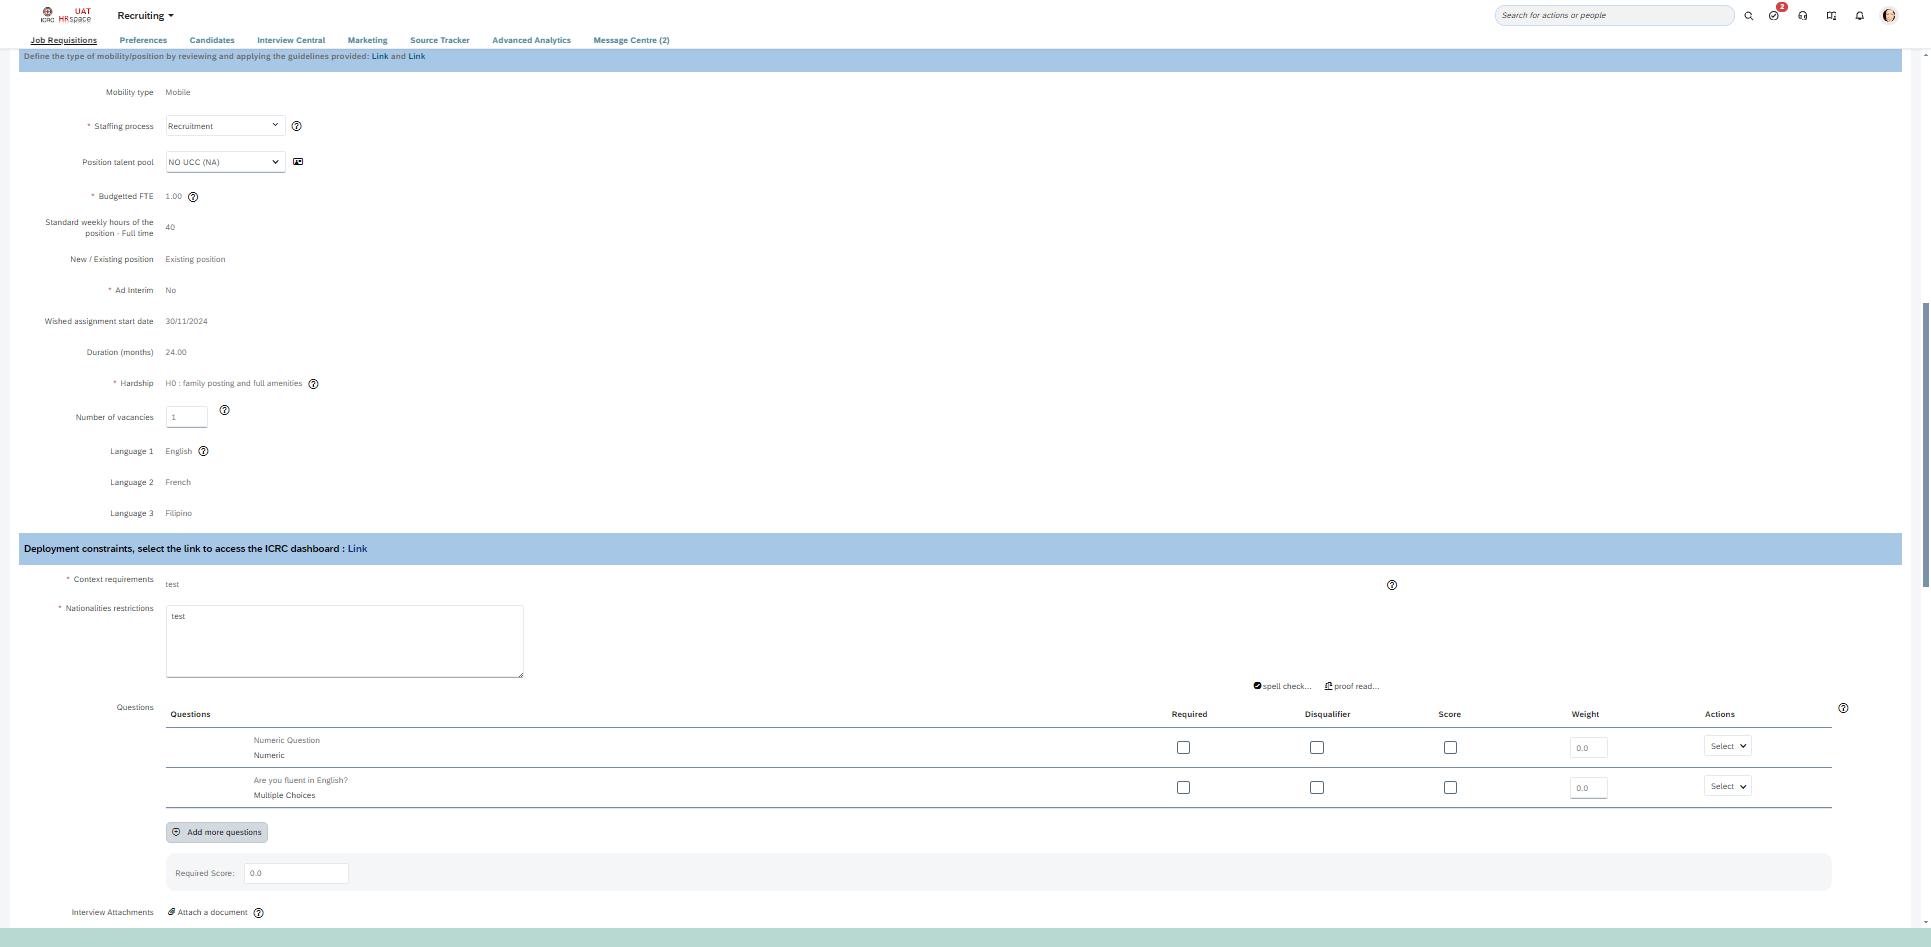 ICRC UAT HRspace Recruiting Search for actions or people 2
Job Requisitions Preferences Candidates Interview Central Marketing Source Tracker Advanced Analytics Message Centre (2)
Define the type of mobility/position by reviewing and applying the guidelines provided: Link and Link
Mobility type Mobile
* Staffing process Recruitment
Position talent pool NO UCC (NA)
* Budgetted FTE 1.00
Standard weekly hours of the position - Full time 40
New / Existing position Existing position
* Ad Interim No
Wished assignment start date 30/11/2024
Duration (months) 24.00
* Hardship H0 : family posting and full amenities
Number of vacancies 1
Language 1 English
Language 2 French
Language 3 Filipino
Deployment constraints, select the link to access the ICRC dashboard : Link
* Context requirements test
* Nationalities restrictions test
spell check... proof read...
Questions Questions Required Disqualifier Score Weight Actions
Numeric Question
Numeric 0.0 Select
Are you fluent in English?
Multiple Choices 0.0 Select
Add more questions
Required Score: 0.0
Interview Attachments Attach a document